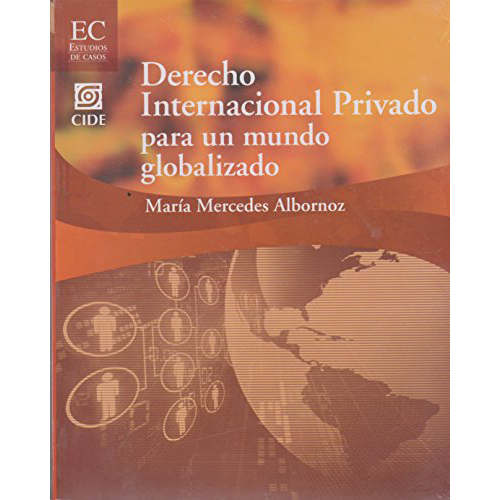 EC
ESTUDIOS
DE CASOS
CIDE
Derecho
Internacional Privado
para un mundo
globalizado
María Mercedes Albornoz